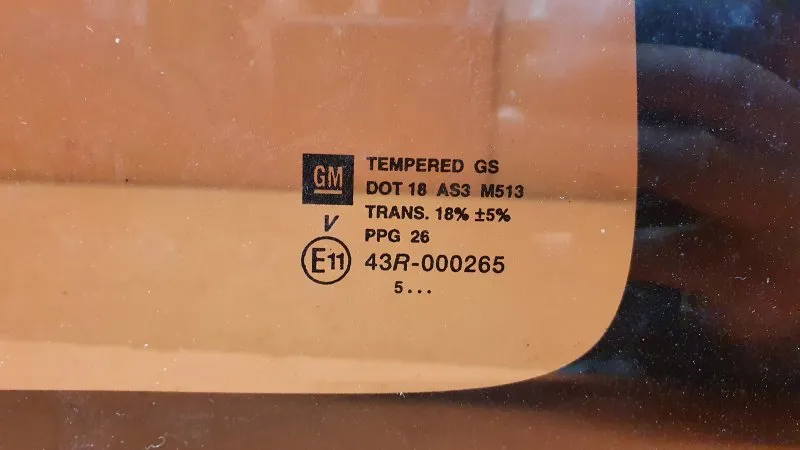 GM TEMPERED GS
DOT 18 AS3 M513
TRANS. 18% ±5%
V
PPG 26
E11 43R-000265
5...